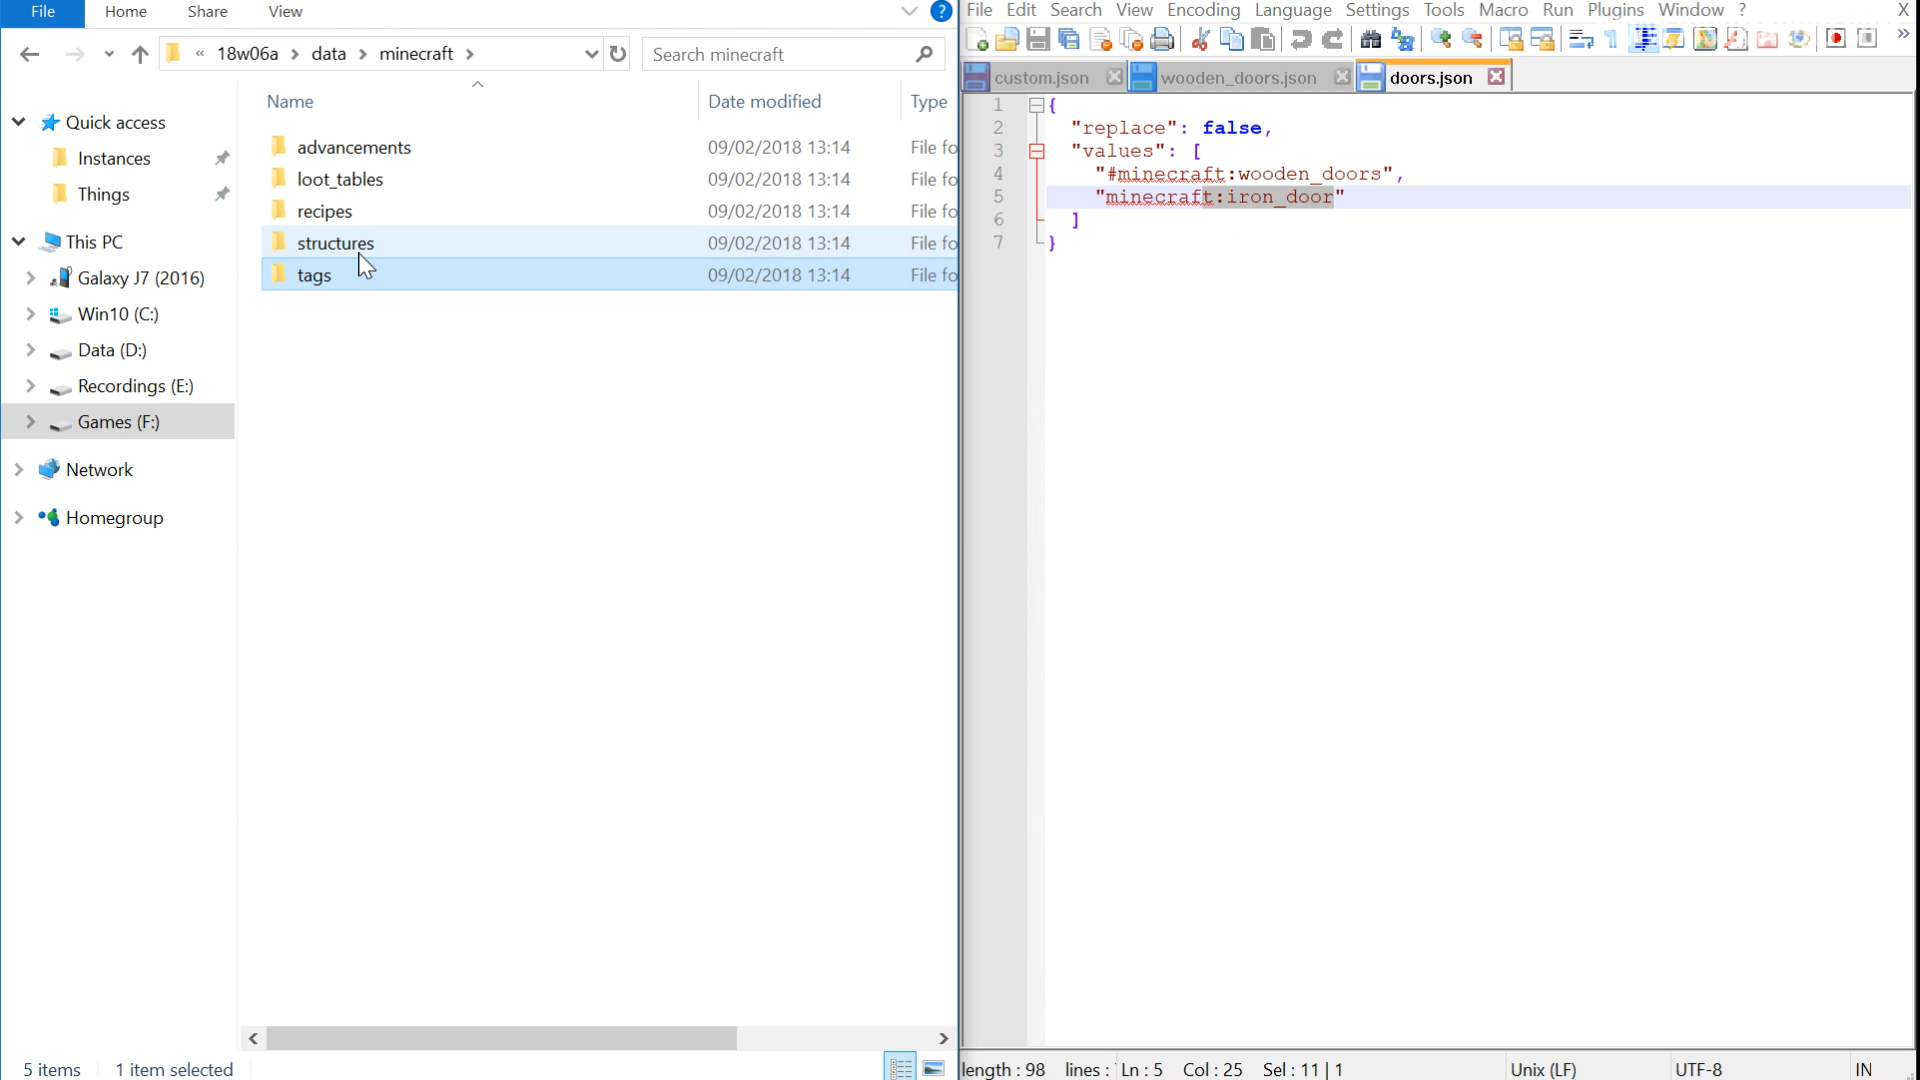 File Home Share View
« 18w06a > data > minecraft >
Search minecraft
Quick access
Instances
Things
This PC
Galaxy J7 (2016)
Win10 (C:)
Data (D:)
Recordings (E:)
Games (F:)
Network
Homegroup
Name Date modified Type
advancements 09/02/2018 13:14 File fo
loot_tables 09/02/2018 13:14 File fo
recipes 09/02/2018 13:14 File fo
structures 09/02/2018 13:14 File fo
tags 09/02/2018 13:14 File fo
5 items 1 item selected
File Edit Search View Encoding Language Settings Tools Macro Run Plugins Window ? X
custom.json wooden_doors.json doors.json
1 {
2 "replace": false,
3 "values": [
4 "#minecraft:wooden_doors",
5 "minecraft:iron_door"
6 ]
7 }
length : 98 lines : Ln : 5 Col : 25 Sel : 11 | 1 Unix (LF) UTF-8 IN